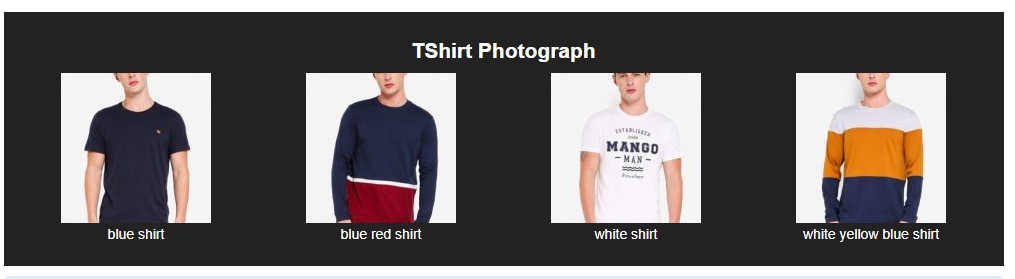 TShirt Photograph
ESTABLISHED
MANGO
MAN
blue shirt
blue red shirt
white shirt
white yellow blue shirt